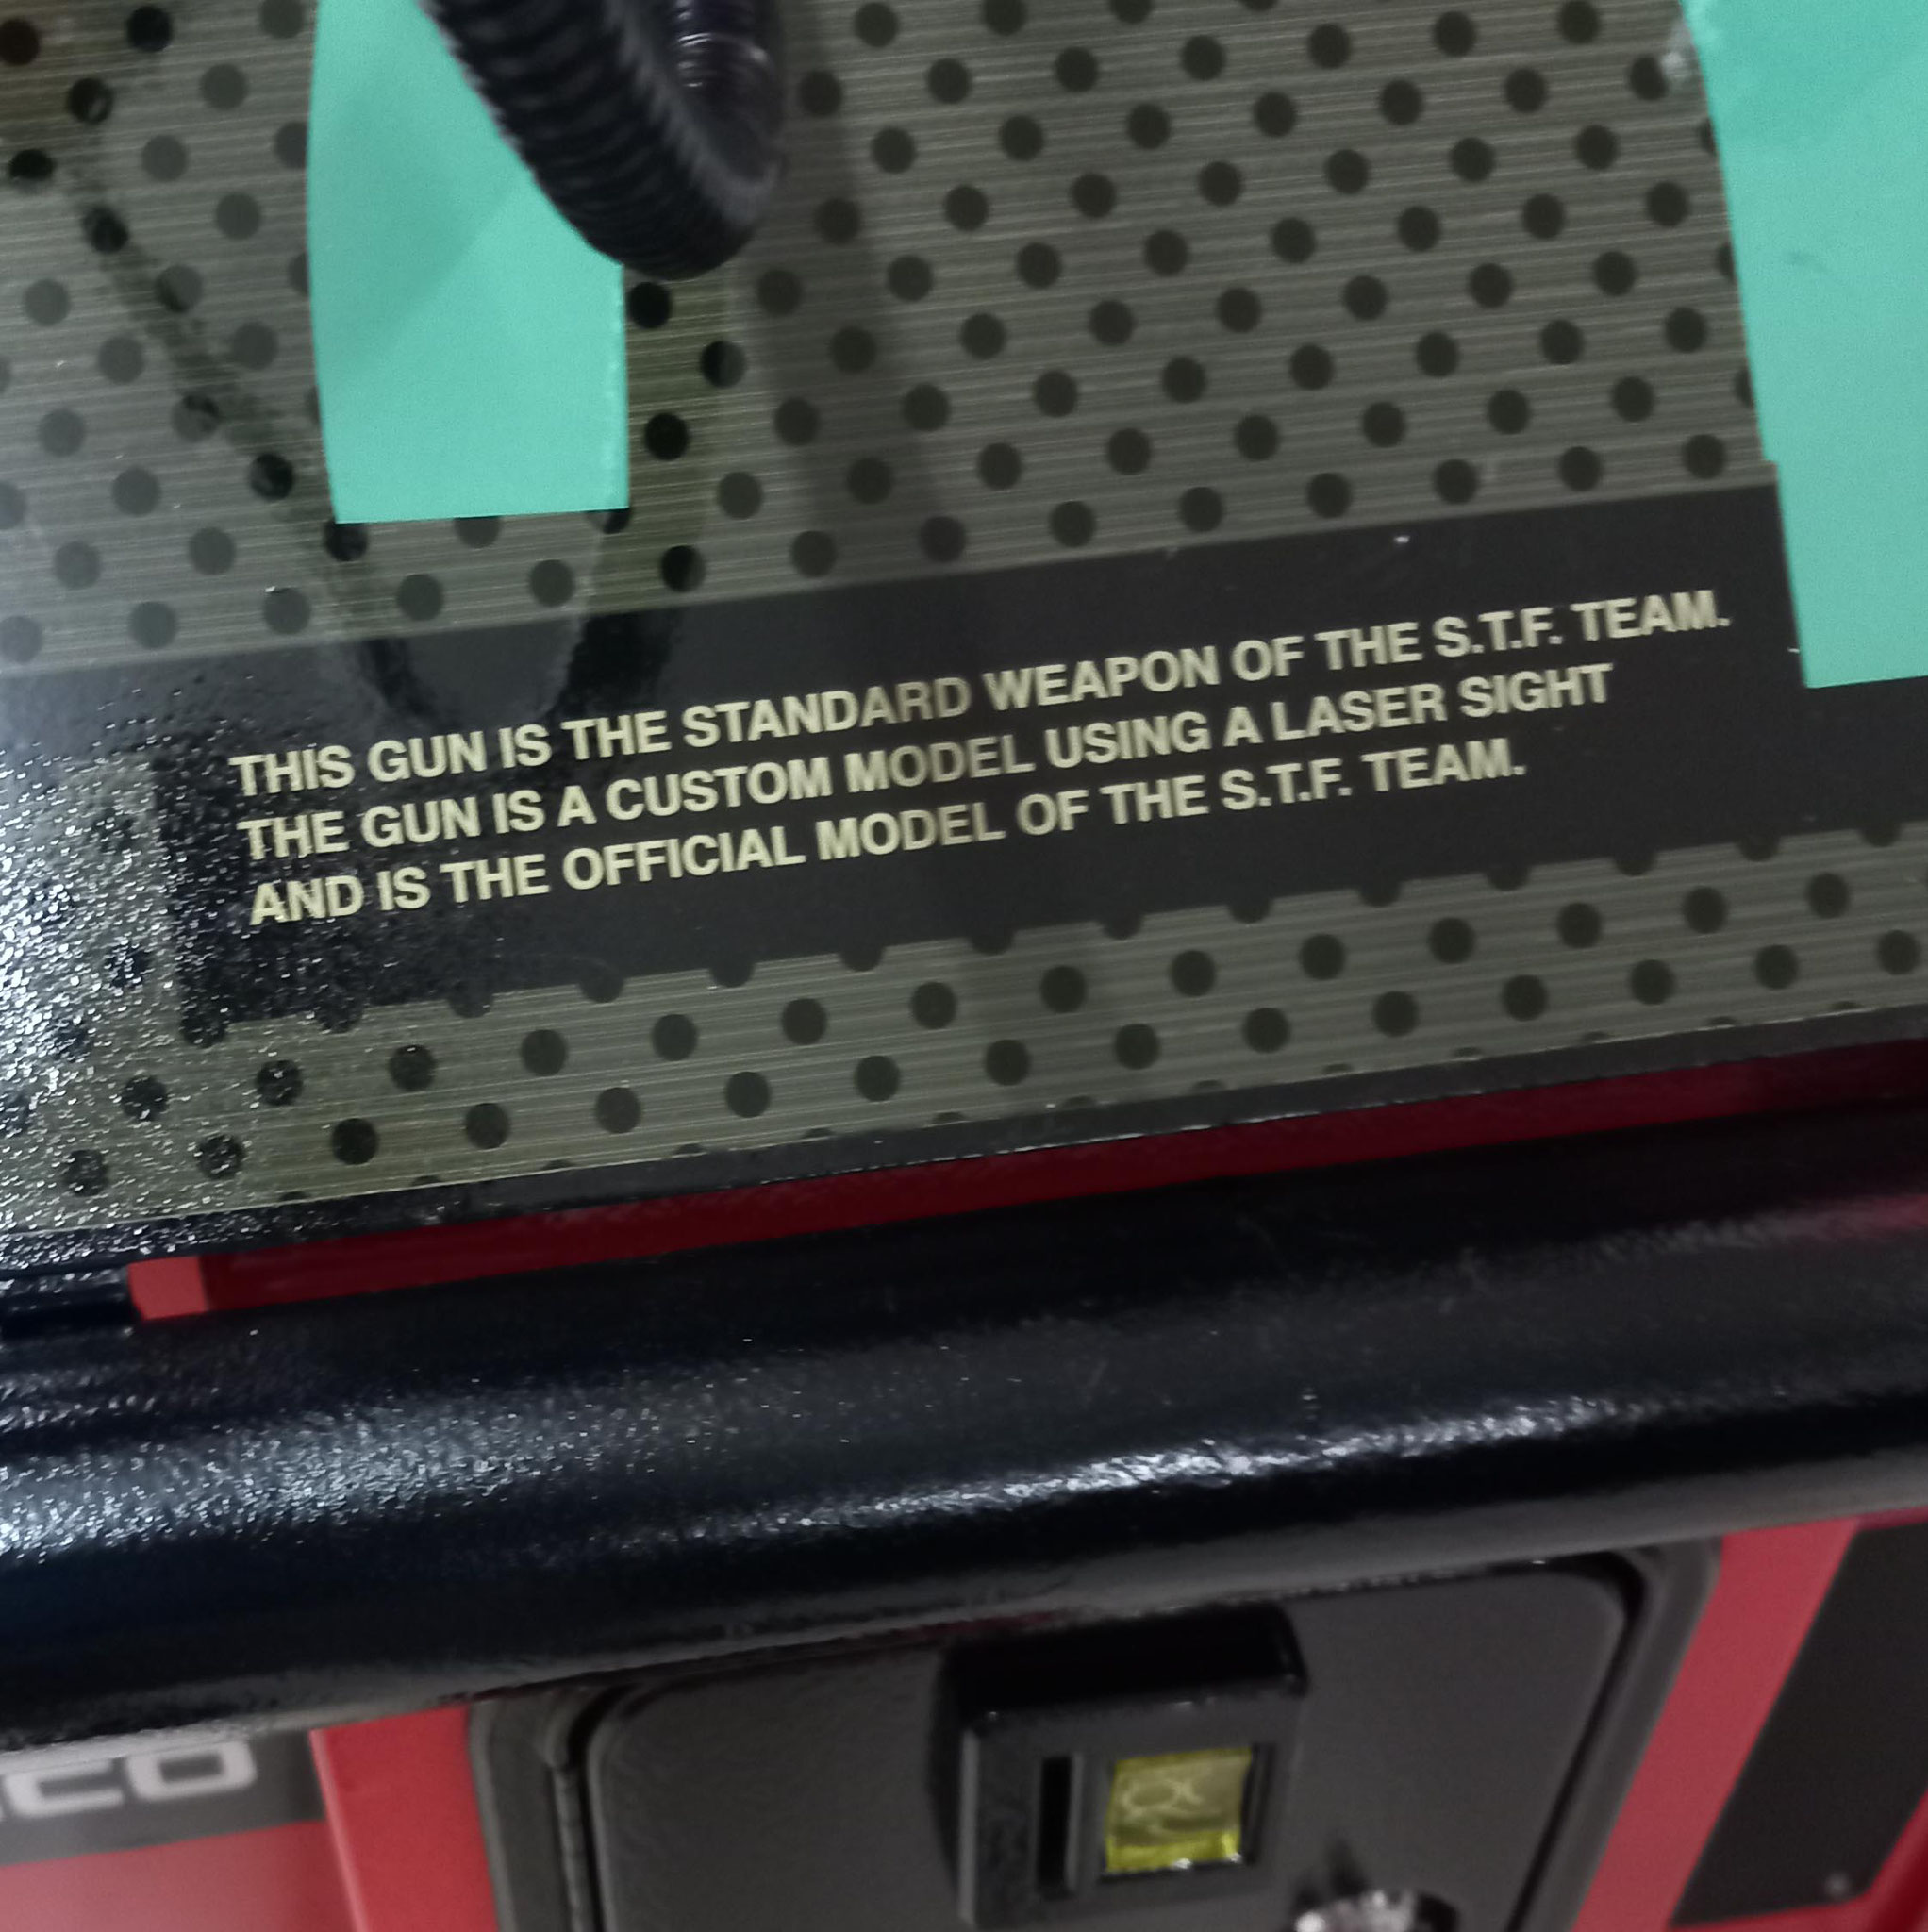 THIS GUN IS THE STANDARD WEAPON OF THE S.T.F. TEAM.
THE GUN IS A CUSTOM MODEL USING A LASER SIGHT
AND IS THE OFFICIAL MODEL OF THE S.T.F. TEAM.